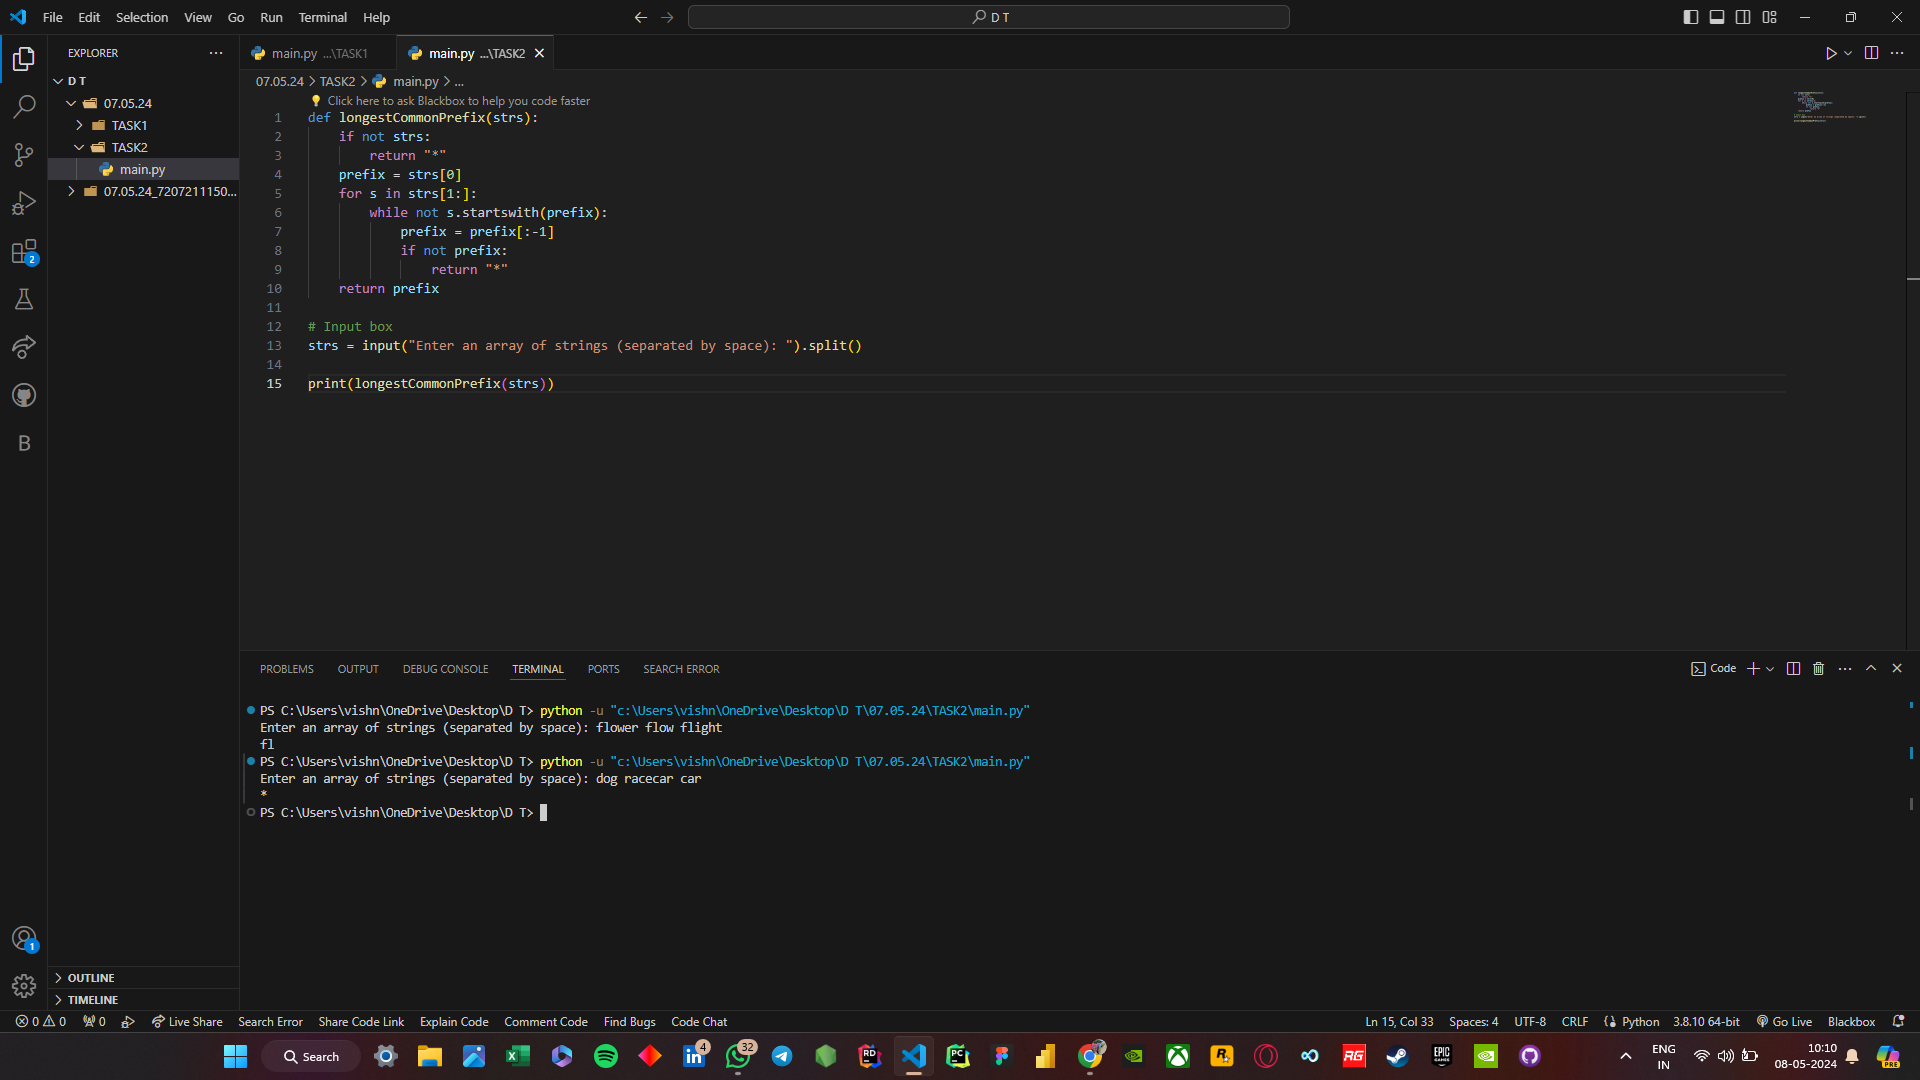 File Edit Selection View Go Run Terminal Help
D T
EXPLORER
D T
07.05.24
TASK1
TASK2
main.py
07.05.24_7207211150...
OUTLINE
TIMELINE
main.py ...\TASK1
main.py ...\TASK2
07.05.24 > TASK2 > main.py > ...
Click here to ask Blackbox to help you code faster
1 def longestCommonPrefix(strs):
2 if not strs:
3 return "*"
4 prefix = strs[0]
5 for s in strs[1:]:
6 while not s.startswith(prefix):
7 prefix = prefix[:-1]
8 if not prefix:
9 return "*"
10 return prefix
11
12 # Input box
13 strs = input("Enter an array of strings (separated by space): ").split()
14
15 print(longestCommonPrefix(strs))
PROBLEMS OUTPUT DEBUG CONSOLE TERMINAL PORTS SEARCH ERROR
Code
PS C:\Users\vishn\OneDrive\Desktop\D T> python -u "c:\Users\vishn\OneDrive\Desktop\D T\07.05.24\TASK2\main.py"
Enter an array of strings (separated by space): flower flow flight
fl
PS C:\Users\vishn\OneDrive\Desktop\D T> python -u "c:\Users\vishn\OneDrive\Desktop\D T\07.05.24\TASK2\main.py"
Enter an array of strings (separated by space): dog racecar car
*
PS C:\Users\vishn\OneDrive\Desktop\D T>
2
B
1
0 0 0 Live Share Search Error Share Code Link Explain Code Comment Code Find Bugs Code Chat
Ln 15, Col 33 Spaces: 4 UTF-8 CRLF Python 3.8.10 64-bit Go Live Blackbox
Search
4
32
RD
PC
R
RG
EPIC GAMES
ENG
IN
10:10
08-05-2024
PRE